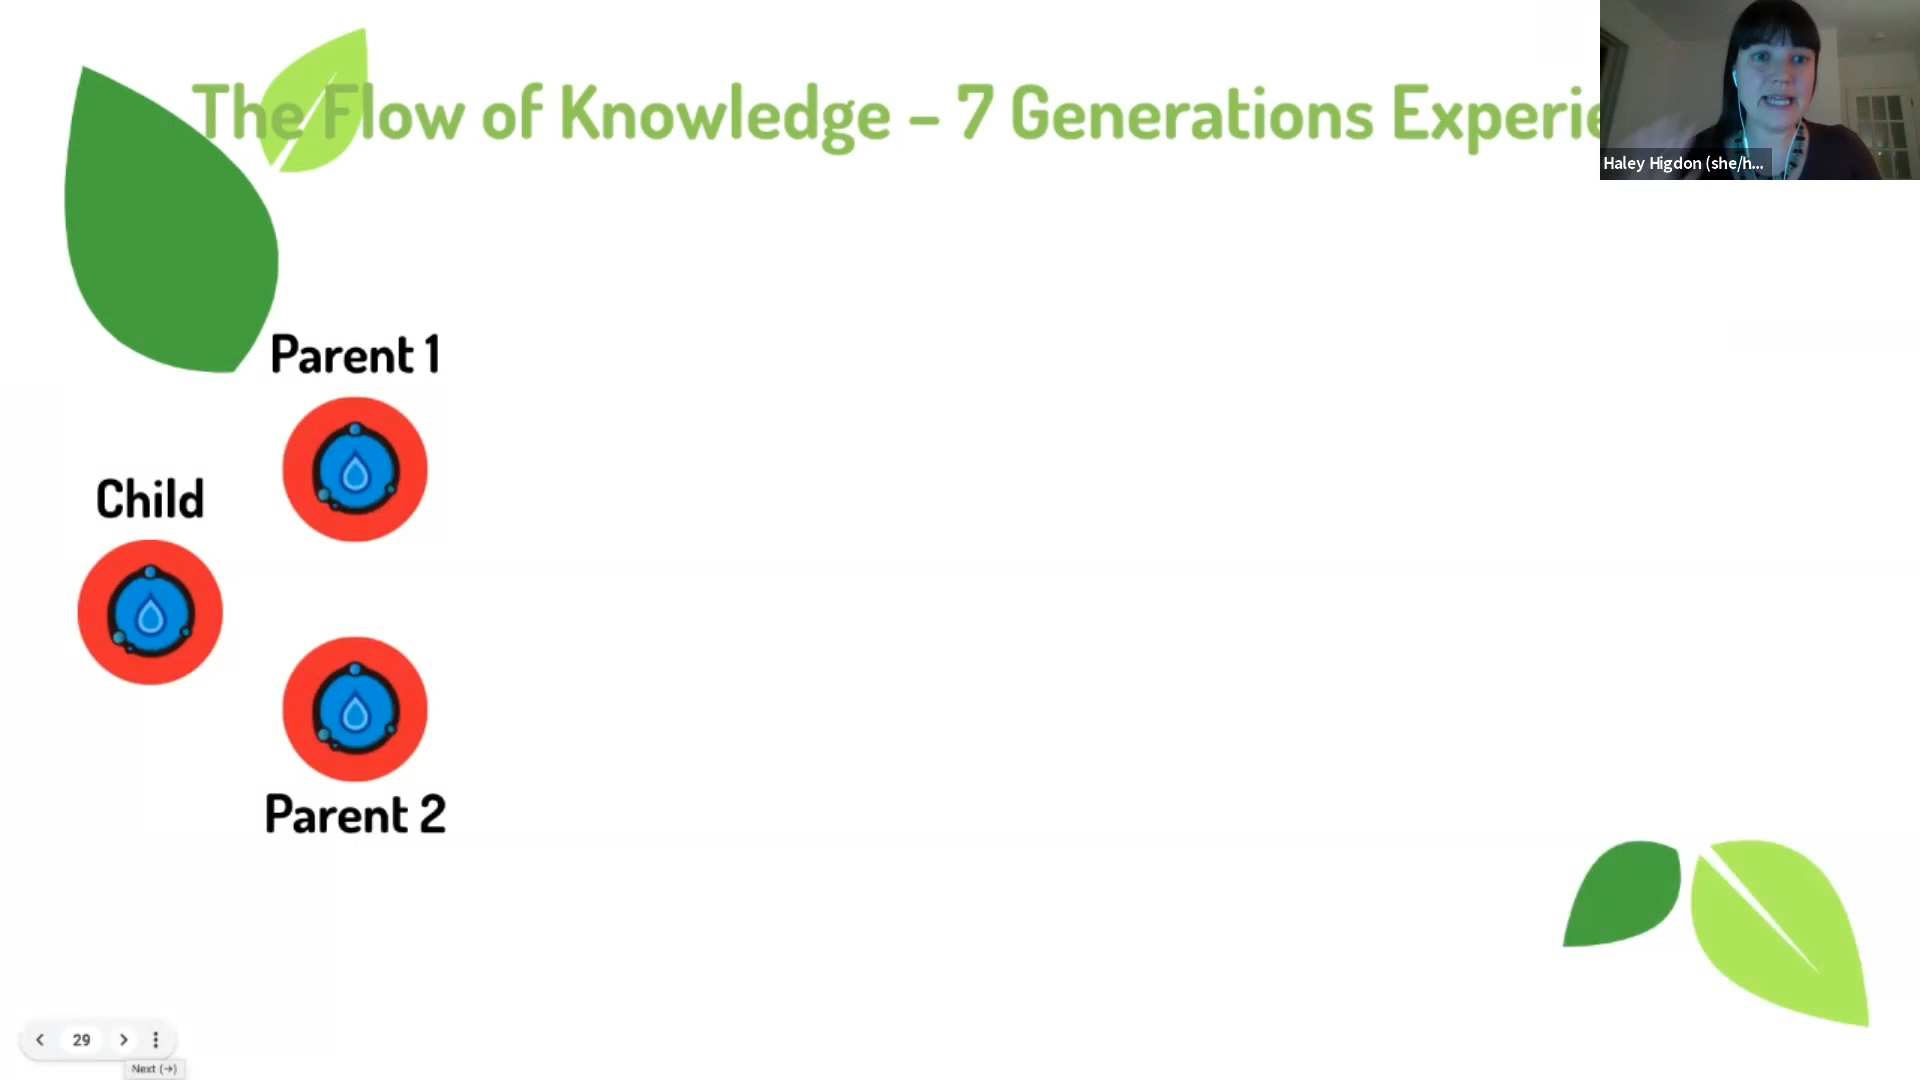 The Flow of Knowledge – 7 Generations Experie
Haley Higdon (she/h...
Parent 1
Child
Parent 2
29
Next (→)